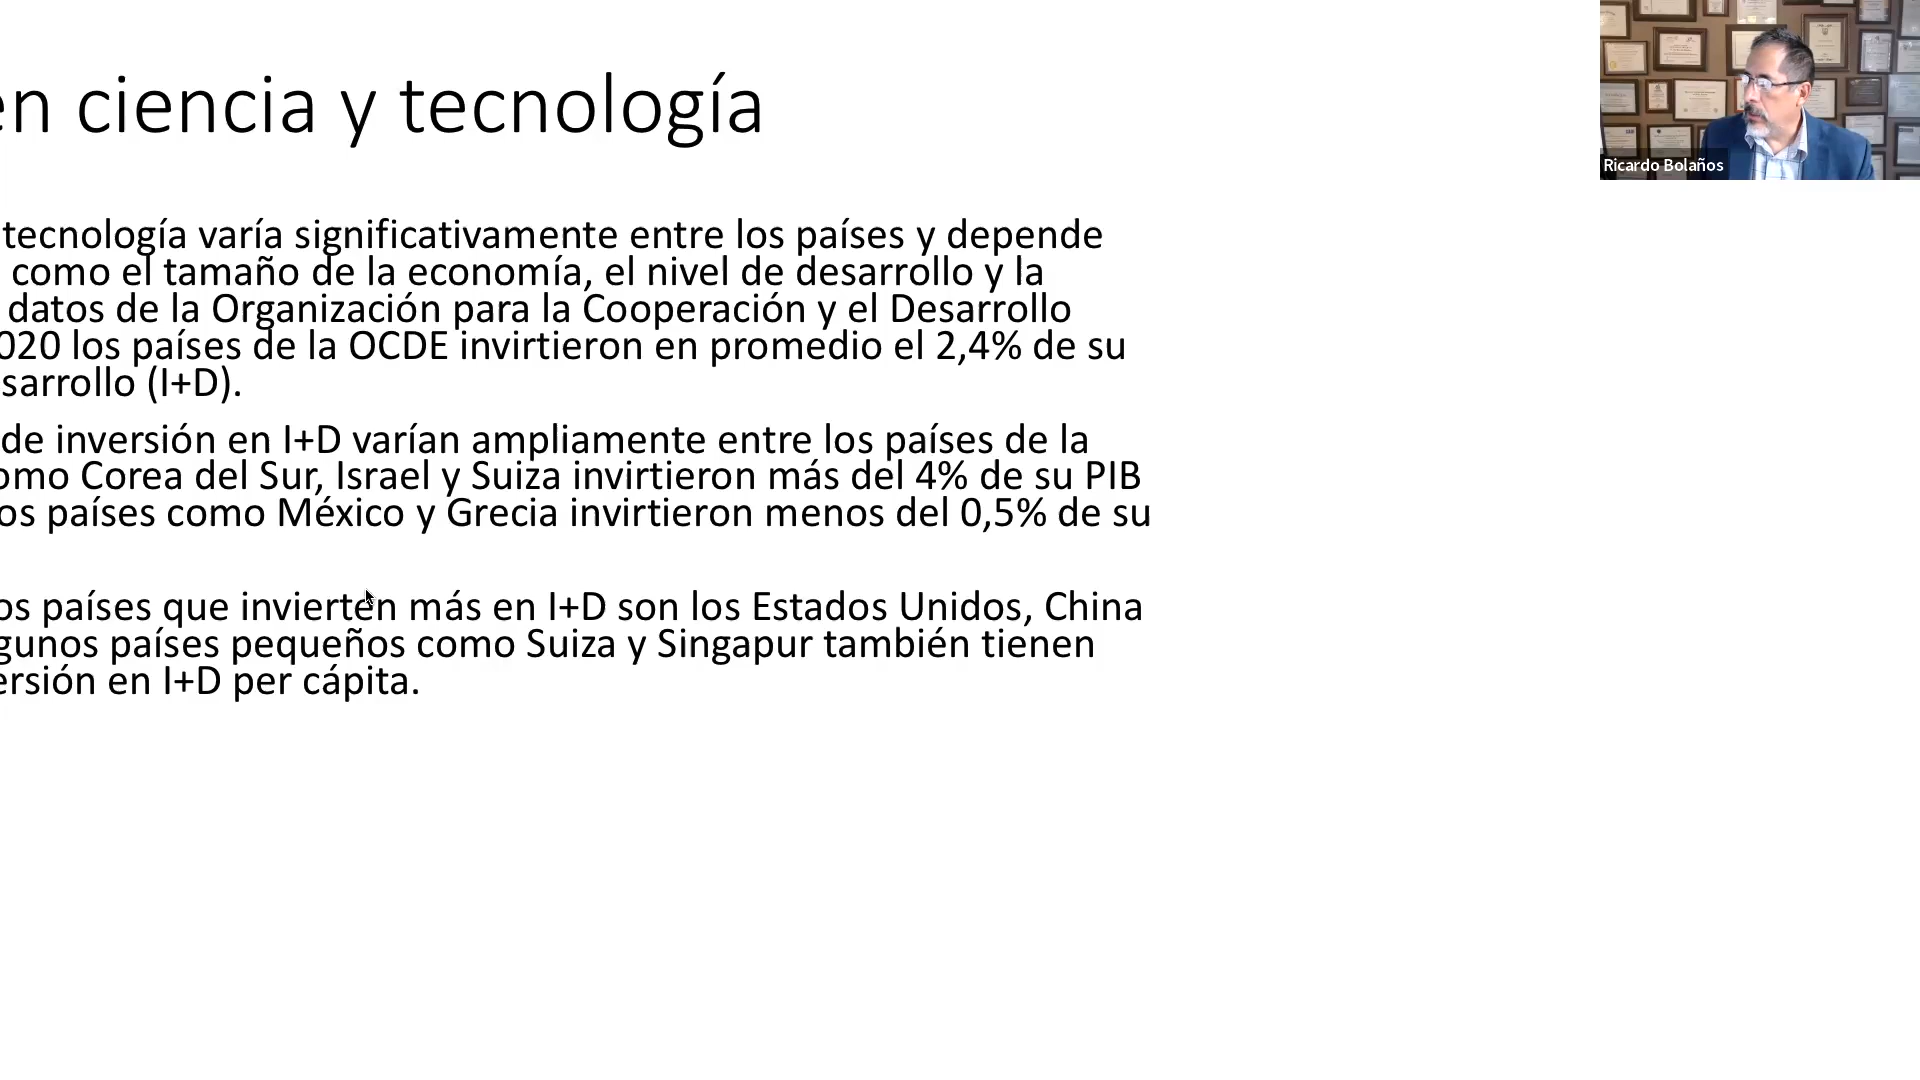 en ciencia y tecnología
Ricardo Bolaños
tecnología varía significativamente entre los países y depende
como el tamaño de la economía, el nivel de desarrollo y la
datos de la Organización para la Cooperación y el Desarrollo
020 los países de la OCDE invirtieron en promedio el 2,4% de su
sarrollo (I+D).
de inversión en I+D varían ampliamente entre los países de la
omo Corea del Sur, Israel y Suiza invirtieron más del 4% de su PIB
os países como México y Grecia invirtieron menos del 0,5% de su
os países que invierten más en I+D son los Estados Unidos, China
gunos países pequeños como Suiza y Singapur también tienen
ersión en I+D per cápita.